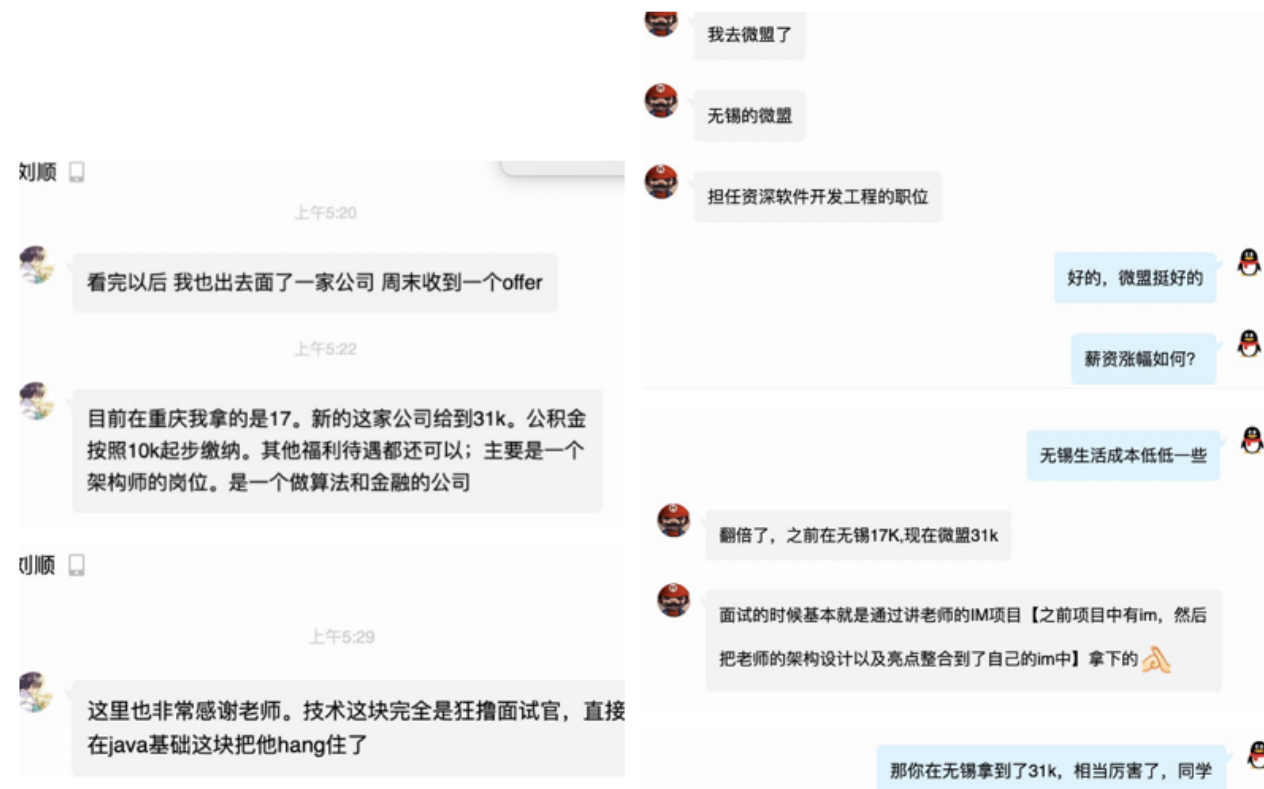 刘顺
上午5:20
看完以后 我也出去面了一家公司 周末收到一个offer
上午5:22
目前在重庆我拿的是17。新的这家公司给到31k。公积金
按照10k起步缴纳。其他福利待遇都还可以；主要是一个
架构师的岗位。是一个做算法和金融的公司
刘顺
上午5:29
这里也非常感谢老师。技术这块完全是狂撸面试官，直接
在java基础这块把他hang住了
我去微盟了
无锡的微盟
担任资深软件开发工程的职位
好的，微盟挺好的
薪资涨幅如何？
无锡生活成本低低一些
翻倍了，之前在无锡17K,现在微盟31k
面试的时候基本就是通过讲老师的IM项目【之前项目中有im，然后
把老师的架构设计以及亮点整合到了自己的im中】拿下的
那你在无锡拿到了31k，相当厉害了，同学